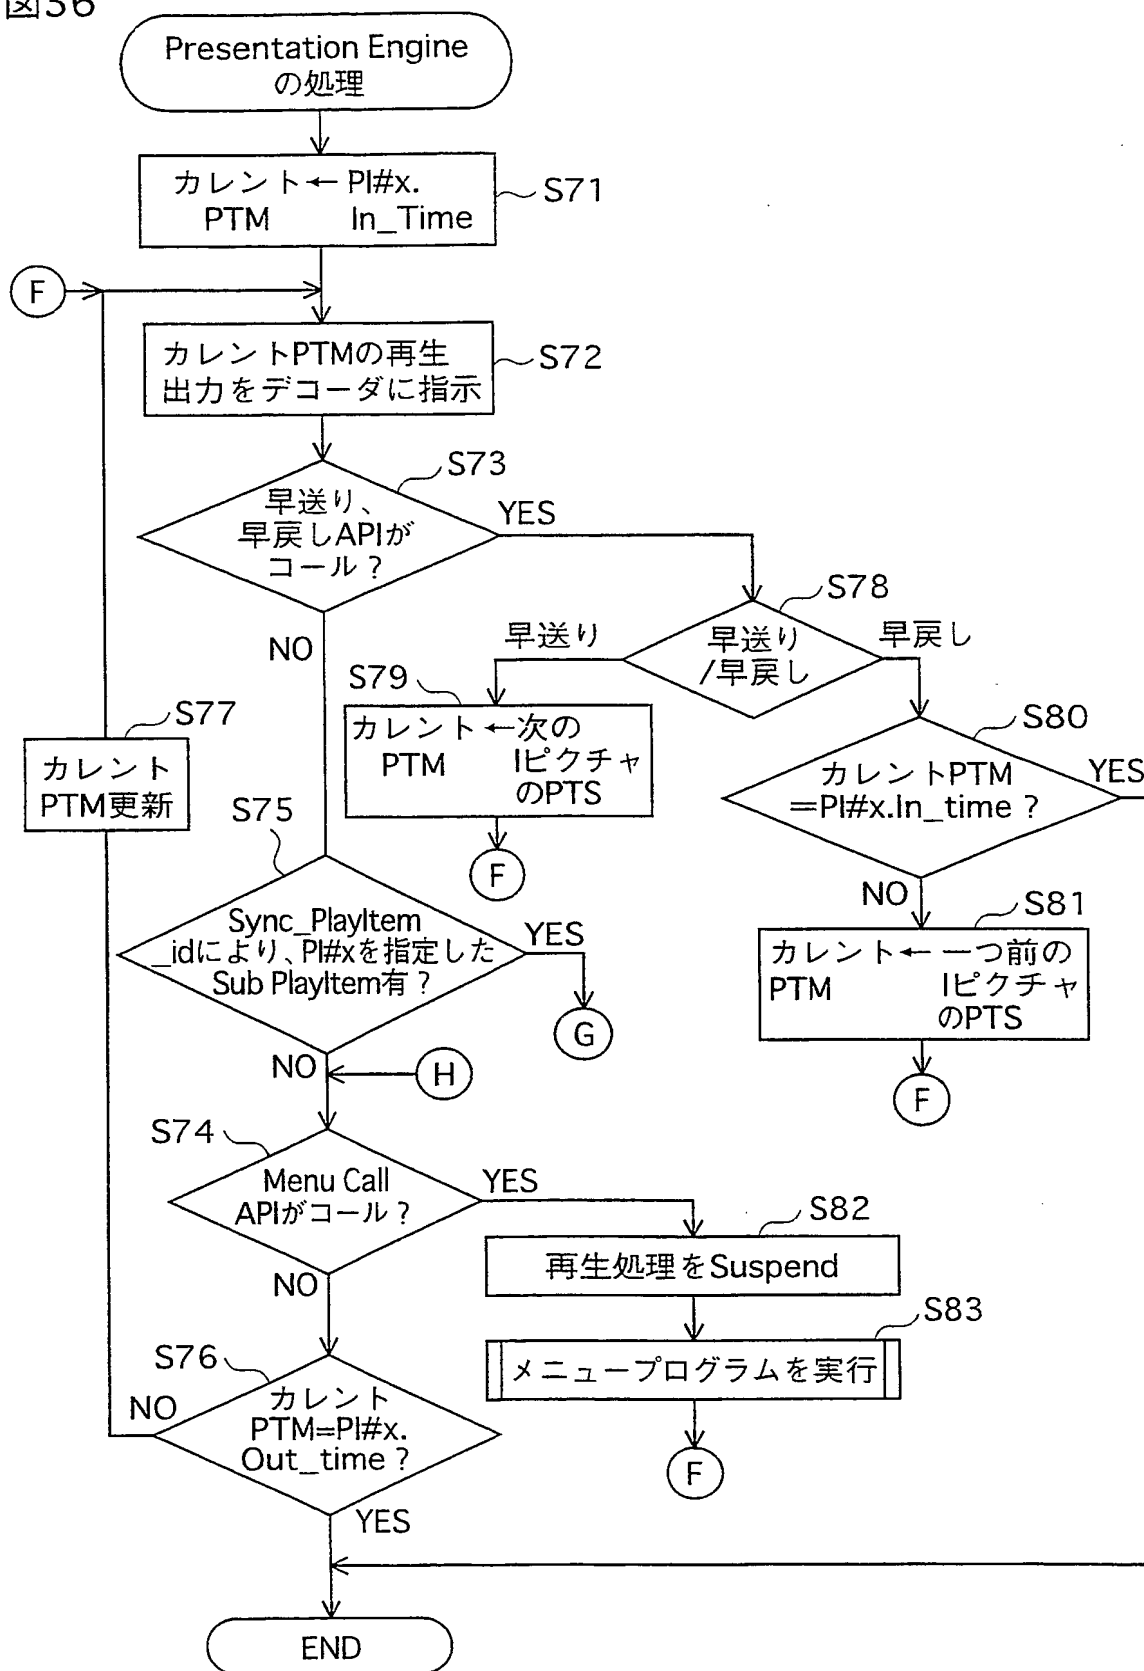 図36
Presentation Engine
の処理
カレント← PI#x.
PTM In_Time
S71
F
カレントPTMの再生
出力をデコーダに指示
S72
早送り、
早戻しAPIが
コール？
S73
YES
NO
早送り
/早戻し
S78
早送り
早戻し
S79
カレント←次の
PTM Iピクチャ
のPTS
F
S80
カレントPTM
=PI#x.In_time？
YES
NO
S81
カレント← 一つ前の
PTM Iピクチャ
のPTS
F
S77
カレント
PTM更新
S75
Sync_PlayItem
_idにより、PI#xを指定した
Sub PlayItem有？
YES
G
NO
H
S74
Menu Call
APIがコール？
YES
NO
S82
再生処理をSuspend
S83
メニュープログラムを実行
F
S76
カレント
PTM=PI#x.
Out_time？
NO
YES
END